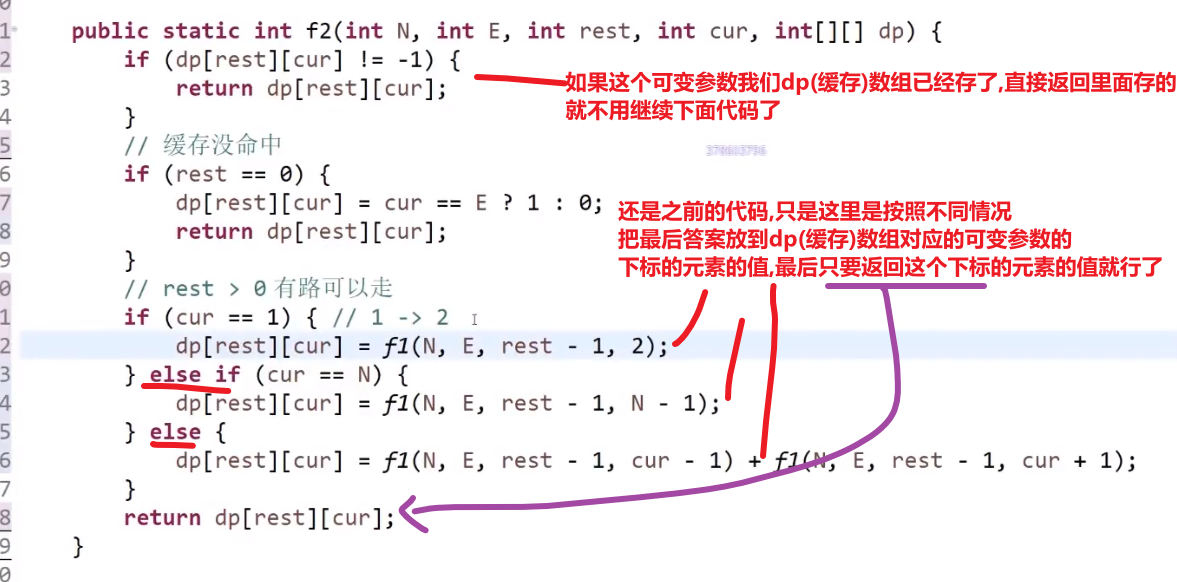 1 public static int f2(int N, int E, int rest, int cur, int[][] dp) {
2 if (dp[rest][cur] != -1) {
3 return dp[rest][cur];
4 }
5 // 缓存没命中
6 if (rest == 0) {
7 dp[rest][cur] = cur == E ? 1 : 0;
8 return dp[rest][cur];
9 }
0 // rest > 0 有路可以走
1 if (cur == 1) { // 1 -> 2
2 dp[rest][cur] = f1(N, E, rest - 1, 2);
3 } else if (cur == N) {
4 dp[rest][cur] = f1(N, E, rest - 1, N - 1);
5 } else {
6 dp[rest][cur] = f1(N, E, rest - 1, cur - 1) + f1(N, E, rest - 1, cur + 1);
7 }
8 return dp[rest][cur];
9 }
0
如果这个可变参数我们dp(缓存)数组已经存了,直接返回里面存的
就不用继续下面代码了
还是之前的代码,只是这里是按照不同情况
把最后答案放到dp(缓存)数组对应的可变参数的
下标的元素的值,最后只要返回这个下标的元素的值就行了